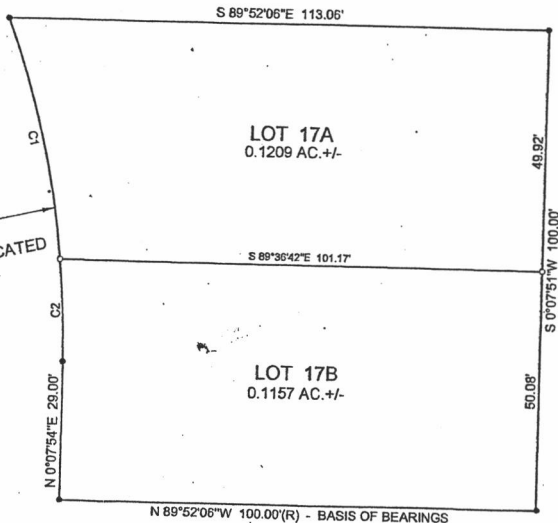 S 89°52'06"E 113.06'
C1
LOT 17A
0.1209 AC.+/-
49.92'
S 0°07'51"W 100.00'
CATED
S 89°36'42"E 101.17'
C2
LOT 17B
0.1157 AC.+/-
50.08'
N 0°07'54"E 29.00'
N 89°52'06"W 100.00'(R) - BASIS OF BEARINGS